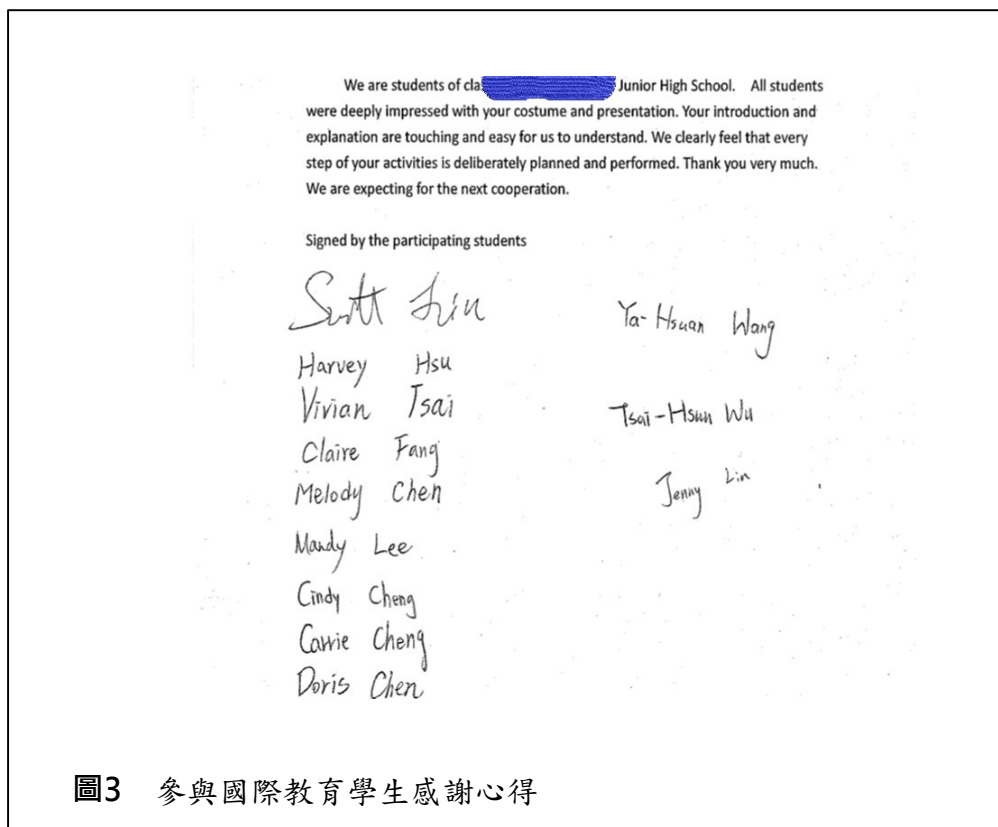 We are students of cla Junior High School. All students
were deeply impressed with your costume and presentation. Your introduction and
explanation are touching and easy for us to understand. We clearly feel that every
step of your activities is deliberately planned and performed. Thank you very much.
We are expecting for the next cooperation.
Signed by the participating students
Scott Lin
Harvey Hsu
Vivian Tsai
Claire Fang
Melody Chen
Mandy Lee
Cindy Cheng
Carrie Cheng
Doris Chen
Ya-Hsuan Wang
Tsai-Hsun Wu
Jenny Lin
圖3 參與國際教育學生感謝心得